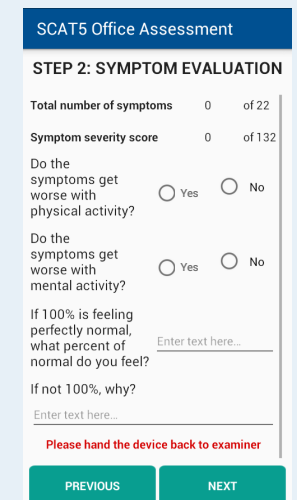 SCAT5 Office Assessment
STEP 2: SYMPTOM EVALUATION
Total number of symptoms 0 of 22
Symptom severity score 0 of 132
Do the
symptoms get
worse with
physical activity?
Yes No
Do the
symptoms get
worse with
mental activity?
Yes No
If 100% is feeling
perfectly normal,
what percent of
normal do you feel?
Enter text here...
If not 100%, why?
Enter text here...
Please hand the device back to examiner
PREVIOUS NEXT